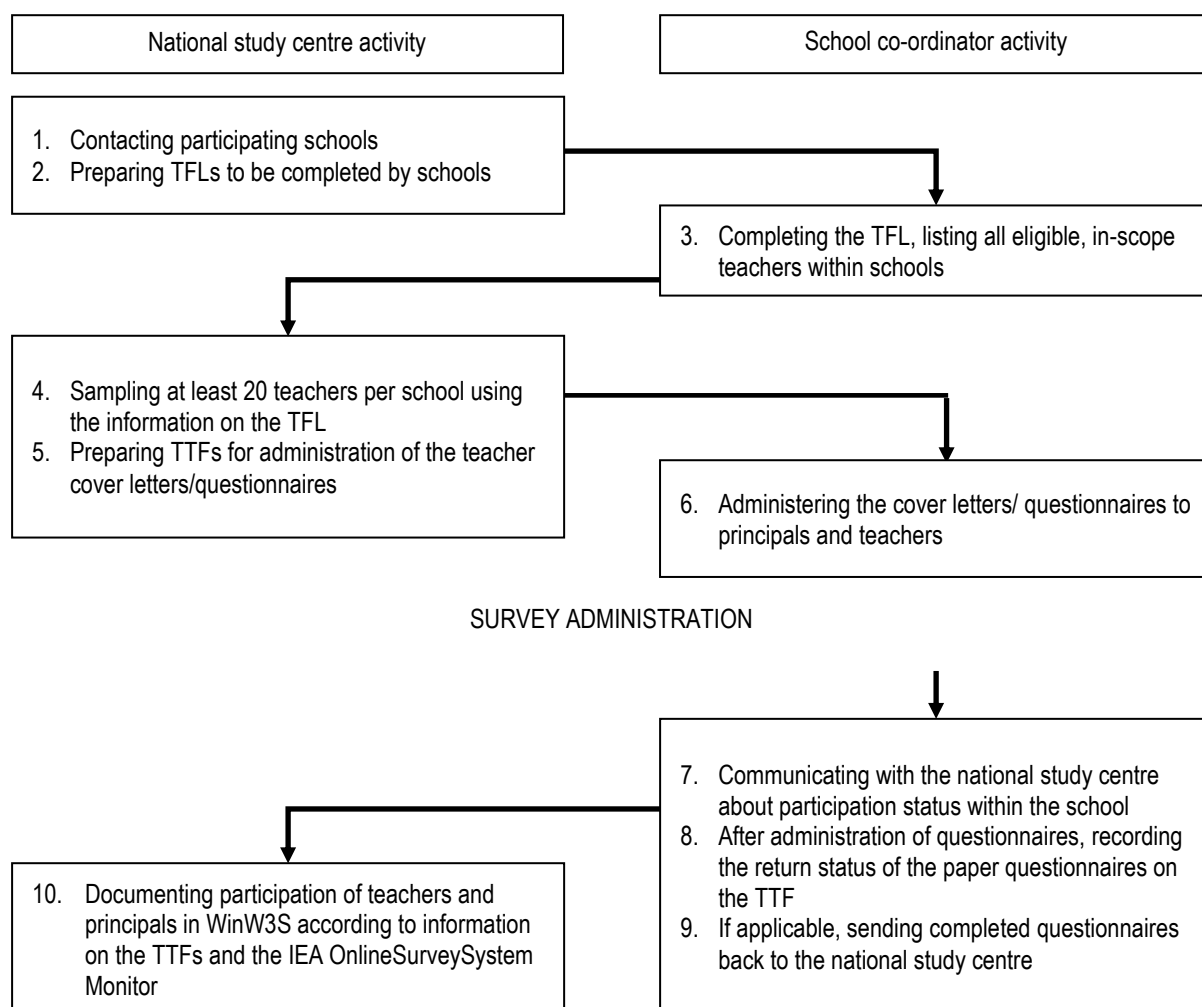 National study centre activity
School co-ordinator activity
1. Contacting participating schools
2. Preparing TFLs to be completed by schools
3. Completing the TFL, listing all eligible, in-scope
teachers within schools
4. Sampling at least 20 teachers per school using
the information on the TFL
5. Preparing TTFs for administration of the teacher
cover letters/questionnaires
6. Administering the cover letters/ questionnaires to
principals and teachers
SURVEY ADMINISTRATION
7. Communicating with the national study centre
about participation status within the school
8. After administration of questionnaires, recording
the return status of the paper questionnaires on
the TTF
9. If applicable, sending completed questionnaires
back to the national study centre
10. Documenting participation of teachers and
principals in WinW3S according to information
on the TTFs and the IEA OnlineSurveySystem
Monitor